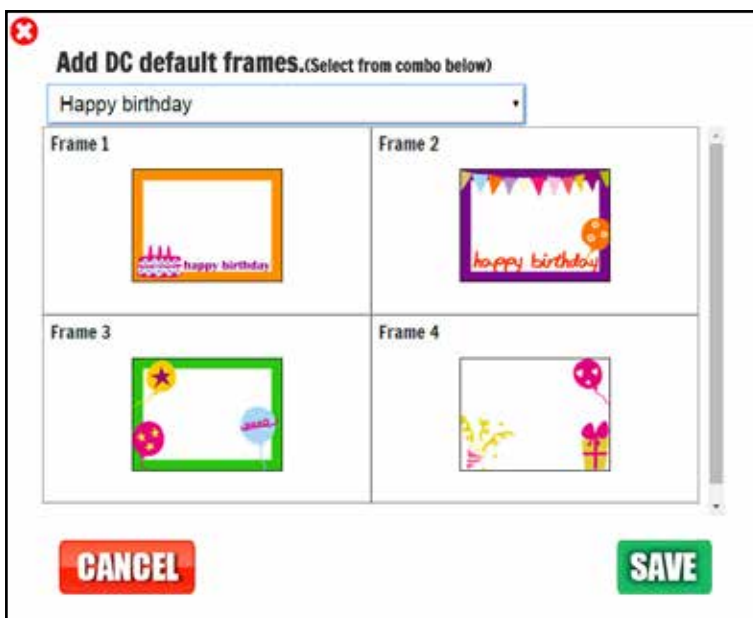 Add DC default frames.(Select from combo below)
Happy birthday
Frame 1
Frame 2
happy birthday
happy birthday
Frame 3
Frame 4
CANCEL
SAVE